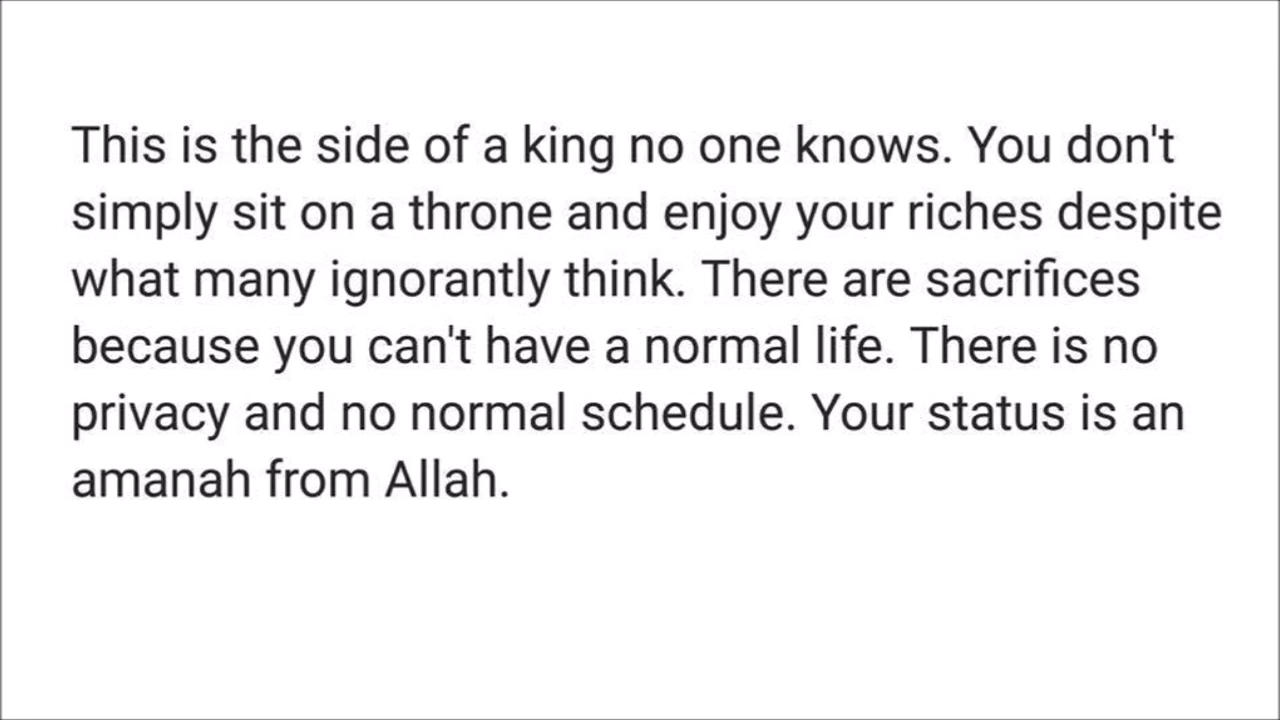 This is the side of a king no one knows. You don't
simply sit on a throne and enjoy your riches despite
what many ignorantly think. There are sacrifices
because you can't have a normal life. There is no
privacy and no normal schedule. Your status is an
amanah from Allah.